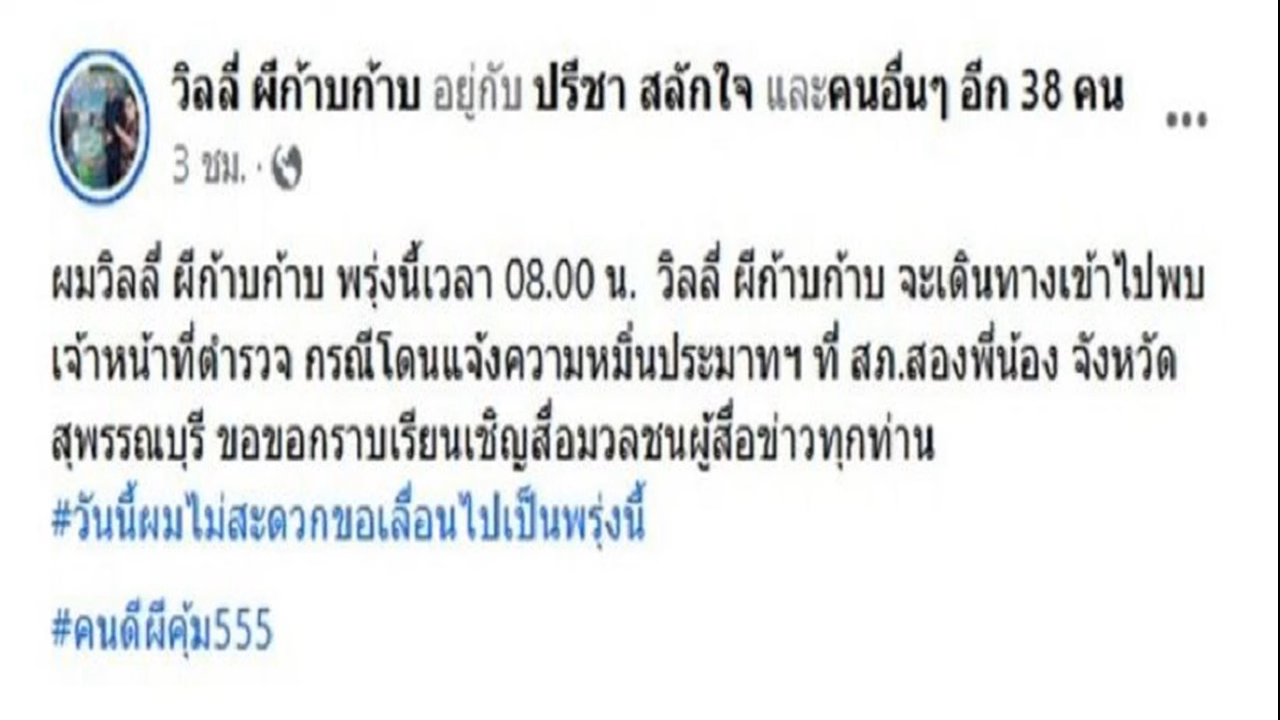 วิลลี่ ผีก้าบก้าบ อยู่กับ ปรีชา สลักใจ และคนอื่นๆ อีก 38 คน
3 ชม. ·
ผมวิลลี่ ผีก้าบก้าบ พรุ่งนี้เวลา 08.00 น. วิลลี่ ผีก้าบก้าบ จะเดินทางเข้าไปพบ
เจ้าหน้าที่ตำรวจ กรณีโดนแจ้งความหมิ่นประมาทฯ ที่ สภ.สองพี่น้อง จังหวัด
สุพรรณบุรี ขอขอกราบเรียนเชิญสื่อมวลชนผู้สื่อข่าวทุกท่าน
#วันนี้ผมไม่สะดวกขอเลื่อนไปเป็นพรุ่งนี้
#คนดีผีคุ้ม555